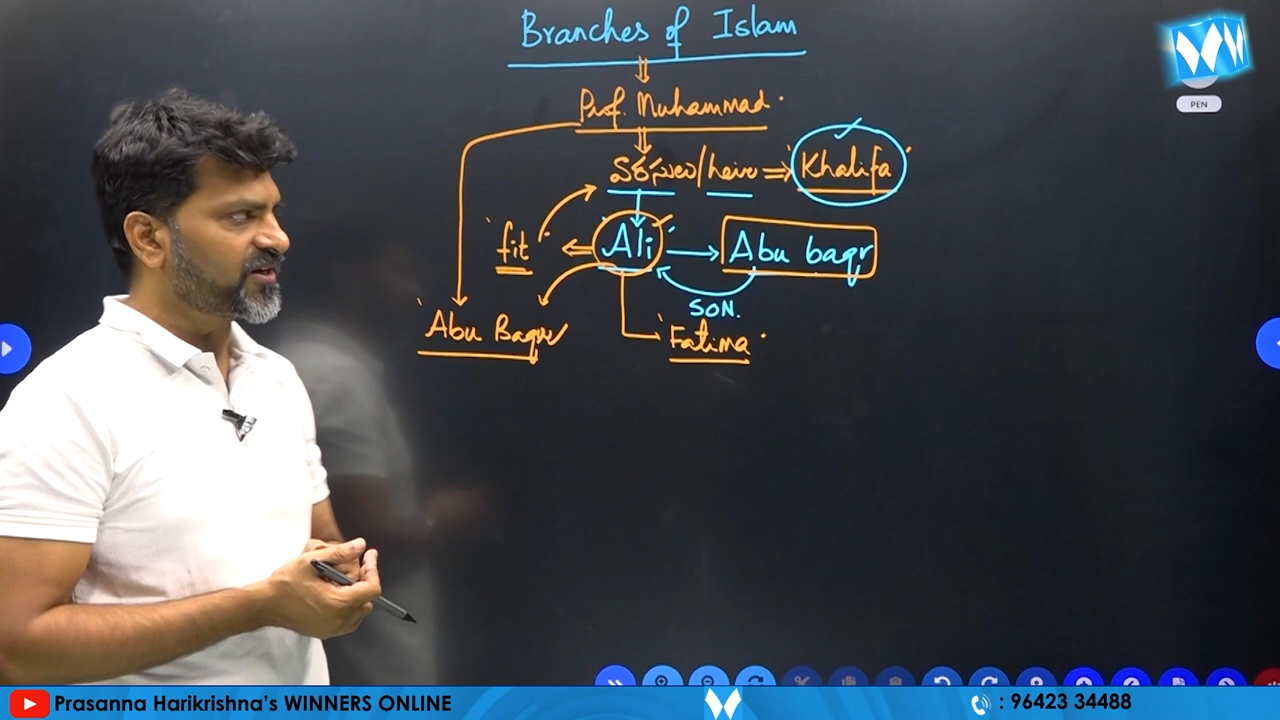 Branches of Islam
PEN
Prof. Muhammad.
వారసులు/heir ⇒ Khalifa
fit ⇐ Ali → Abu baqr
SON.
Abu Baqr
Fatima
Prasanna Harikrishna's WINNERS ONLINE
: 96423 34488